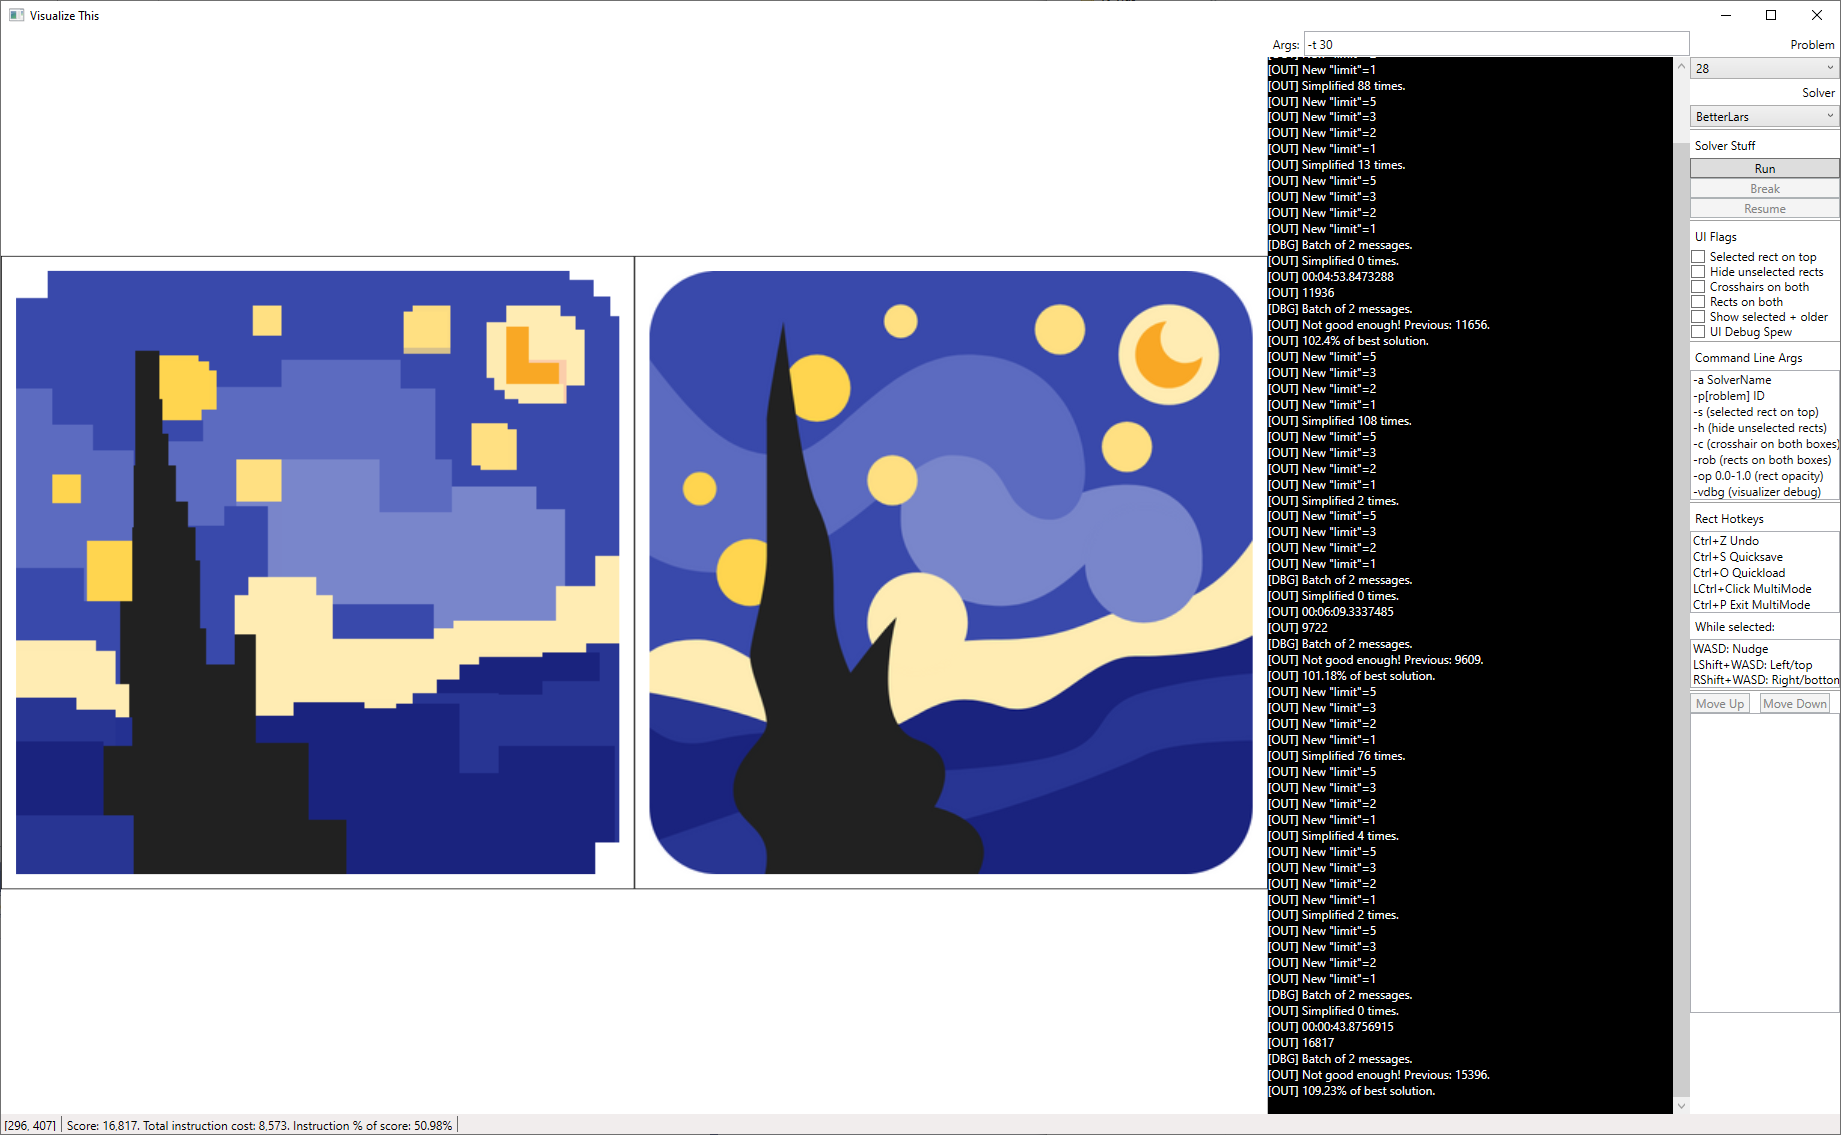 Visualize This
Args: -t 30
Problem
28
Solver
BetterLars
Solver Stuff
Run
Break
Resume
UI Flags
Selected rect on top
Hide unselected rects
Crosshairs on both
Rects on both
Show selected + older
UI Debug Spew
Command Line Args
-a SolverName
-p[roblem] ID
-s (selected rect on top)
-h (hide unselected rects)
-c (crosshair on both boxes)
-rob (rects on both boxes)
-op 0.0-1.0 (rect opacity)
-vdbg (visualizer debug)
Rect Hotkeys
Ctrl+Z Undo
Ctrl+S Quicksave
Ctrl+O Quickload
LCtrl+Click MultiMode
Ctrl+P Exit MultiMode
While selected:
WASD: Nudge
LShift+WASD: Left/top
RShift+WASD: Right/bottom
Move Up Move Down
[OUT] New "limit"=1
[OUT] Simplified 88 times.
[OUT] New "limit"=5
[OUT] New "limit"=3
[OUT] New "limit"=2
[OUT] New "limit"=1
[OUT] Simplified 13 times.
[OUT] New "limit"=5
[OUT] New "limit"=3
[OUT] New "limit"=2
[OUT] New "limit"=1
[DBG] Batch of 2 messages.
[OUT] Simplified 0 times.
[OUT] 00:04:53.8473288
[OUT] 11936
[DBG] Batch of 2 messages.
[OUT] Not good enough! Previous: 11656.
[OUT] 102.4% of best solution.
[OUT] New "limit"=5
[OUT] New "limit"=3
[OUT] New "limit"=2
[OUT] New "limit"=1
[OUT] Simplified 108 times.
[OUT] New "limit"=5
[OUT] New "limit"=3
[OUT] New "limit"=2
[OUT] New "limit"=1
[OUT] Simplified 2 times.
[OUT] New "limit"=5
[OUT] New "limit"=3
[OUT] New "limit"=2
[OUT] New "limit"=1
[DBG] Batch of 2 messages.
[OUT] Simplified 0 times.
[OUT] 00:06:09.3337485
[OUT] 9722
[DBG] Batch of 2 messages.
[OUT] Not good enough! Previous: 9609.
[OUT] 101.18% of best solution.
[OUT] New "limit"=5
[OUT] New "limit"=3
[OUT] New "limit"=2
[OUT] New "limit"=1
[OUT] Simplified 76 times.
[OUT] New "limit"=5
[OUT] New "limit"=3
[OUT] New "limit"=2
[OUT] New "limit"=1
[OUT] Simplified 4 times.
[OUT] New "limit"=5
[OUT] New "limit"=3
[OUT] New "limit"=2
[OUT] New "limit"=1
[OUT] Simplified 2 times.
[OUT] New "limit"=5
[OUT] New "limit"=3
[OUT] New "limit"=2
[OUT] New "limit"=1
[DBG] Batch of 2 messages.
[OUT] Simplified 0 times.
[OUT] 00:00:43.8756915
[OUT] 16817
[DBG] Batch of 2 messages.
[OUT] Not good enough! Previous: 15396.
[OUT] 109.23% of best solution.
[296, 407] Score: 16,817. Total instruction cost: 8,573. Instruction % of score: 50.98%